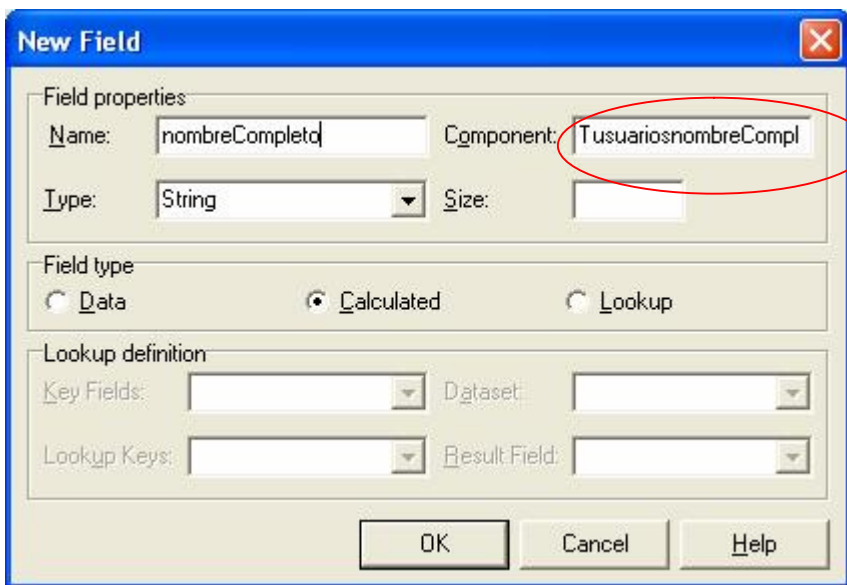 New Field
Field properties
Name: nombreCompleto Component: TusuariosnombreCompl
Type: String Size:
Field type
Data Calculated Lookup
Lookup definition
Key Fields: Dataset:
Lookup Keys: Result Field:
OK Cancel Help